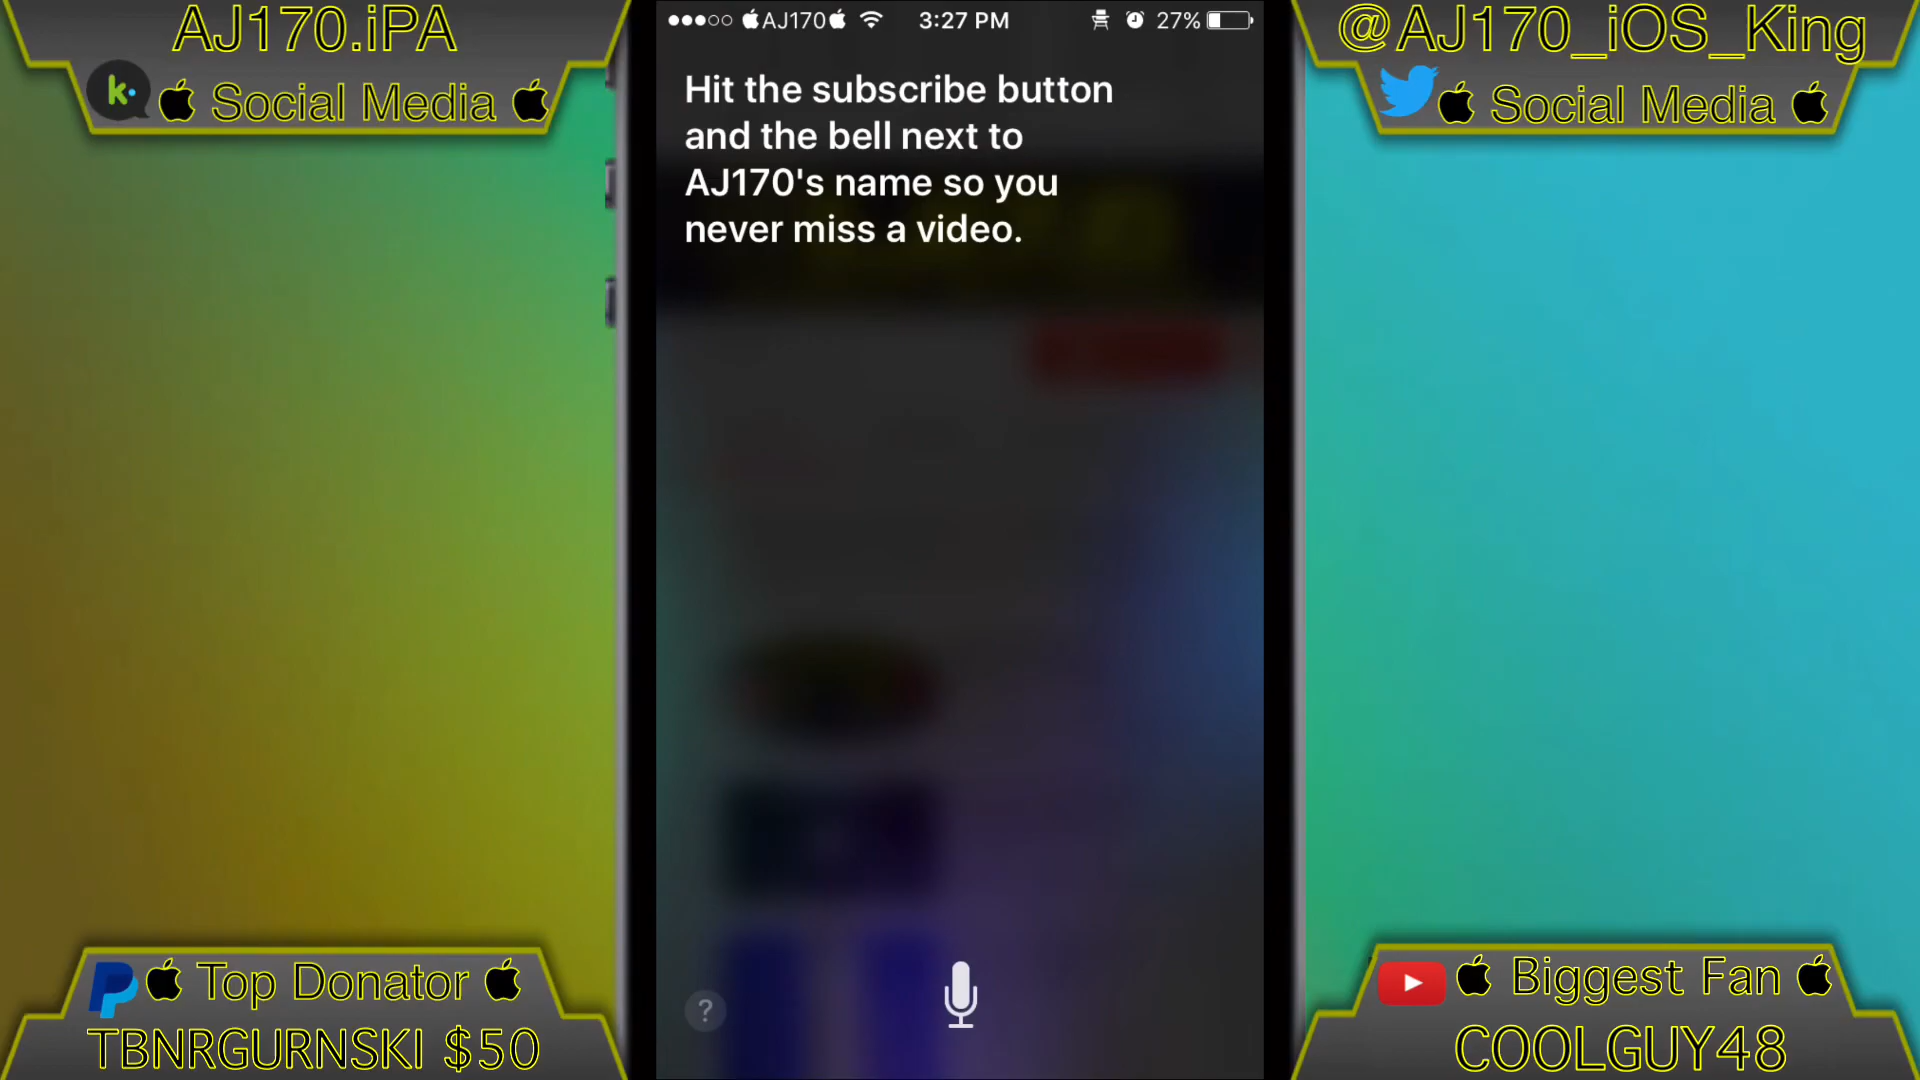 AJ170.iPA
k.
Social Media
AJ170 3:27 PM 27%
Hit the subscribe button
and the bell next to
AJ170's name so you
never miss a video.
?
@AJ170_iOS_King
Social Media
Top Donator
TBNRGURNSKI $50
Biggest Fan
COOLGUY48